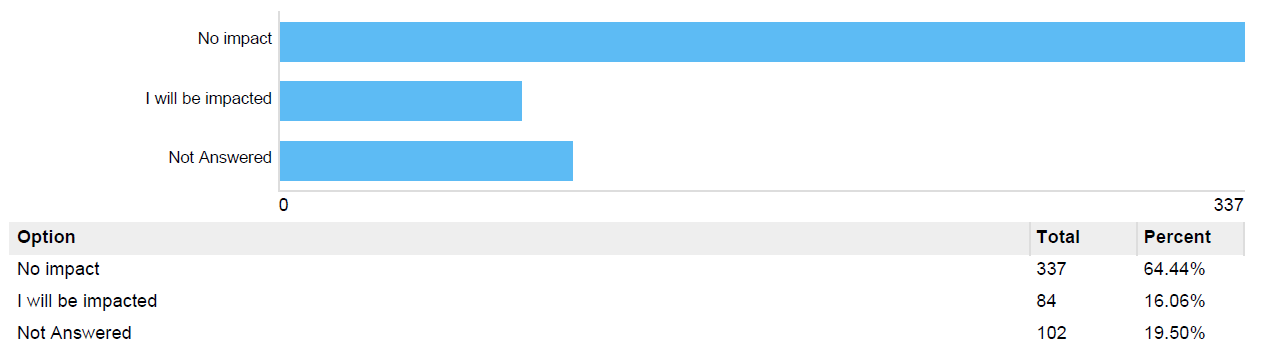 No impact
I will be impacted
Not Answered
0 337
Option Total Percent
No impact 337 64.44%
I will be impacted 84 16.06%
Not Answered 102 19.50%